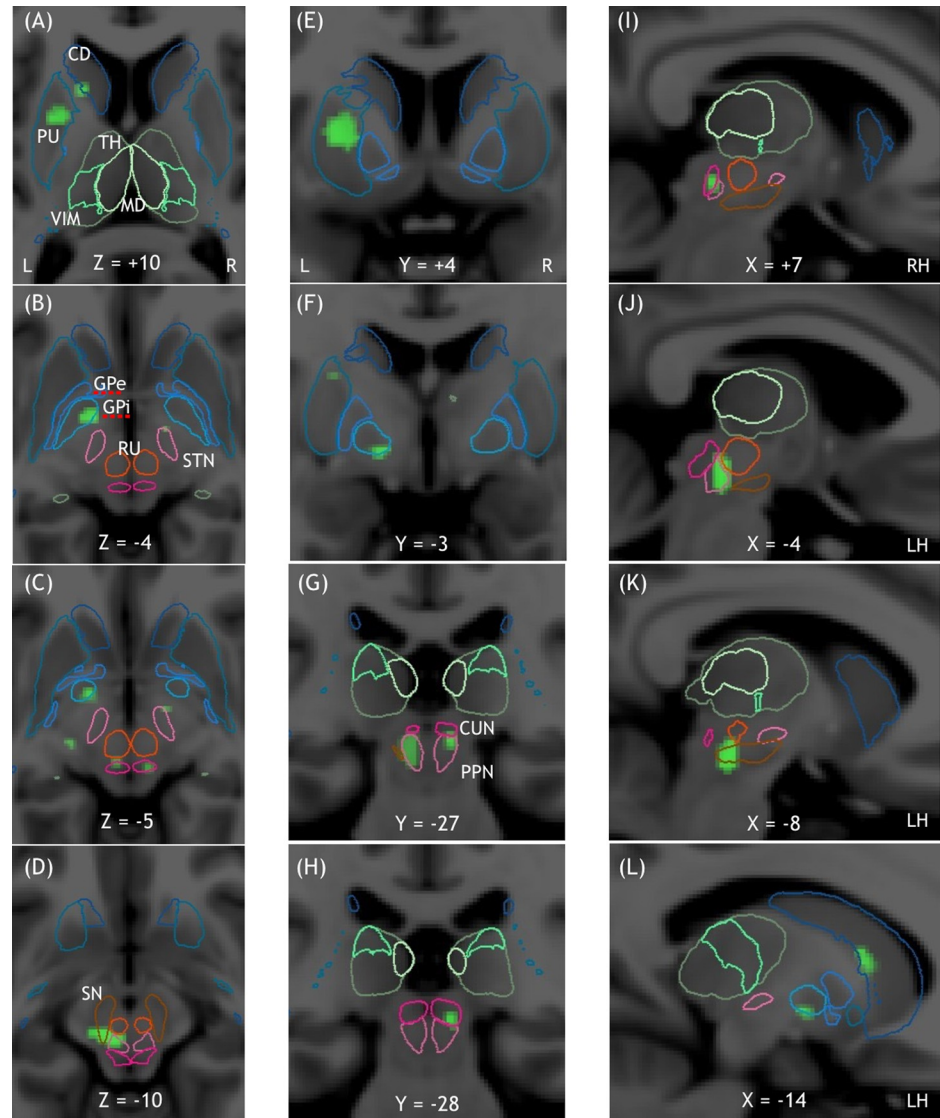 (A)
CD
PU
TH
MD
VIM
L
Z = +10
R
(B)
GPe
GPi
RU
STN
Z = -4
(C)
Z = -5
(D)
SN
Z = -10
(E)
L
Y = +4
R
(F)
Y = -3
(G)
CUN
PPN
Y = -27
(H)
Y = -28
(I)
X = +7
RH
(J)
X = -4
LH
(K)
X = -8
LH
(L)
X = -14
LH